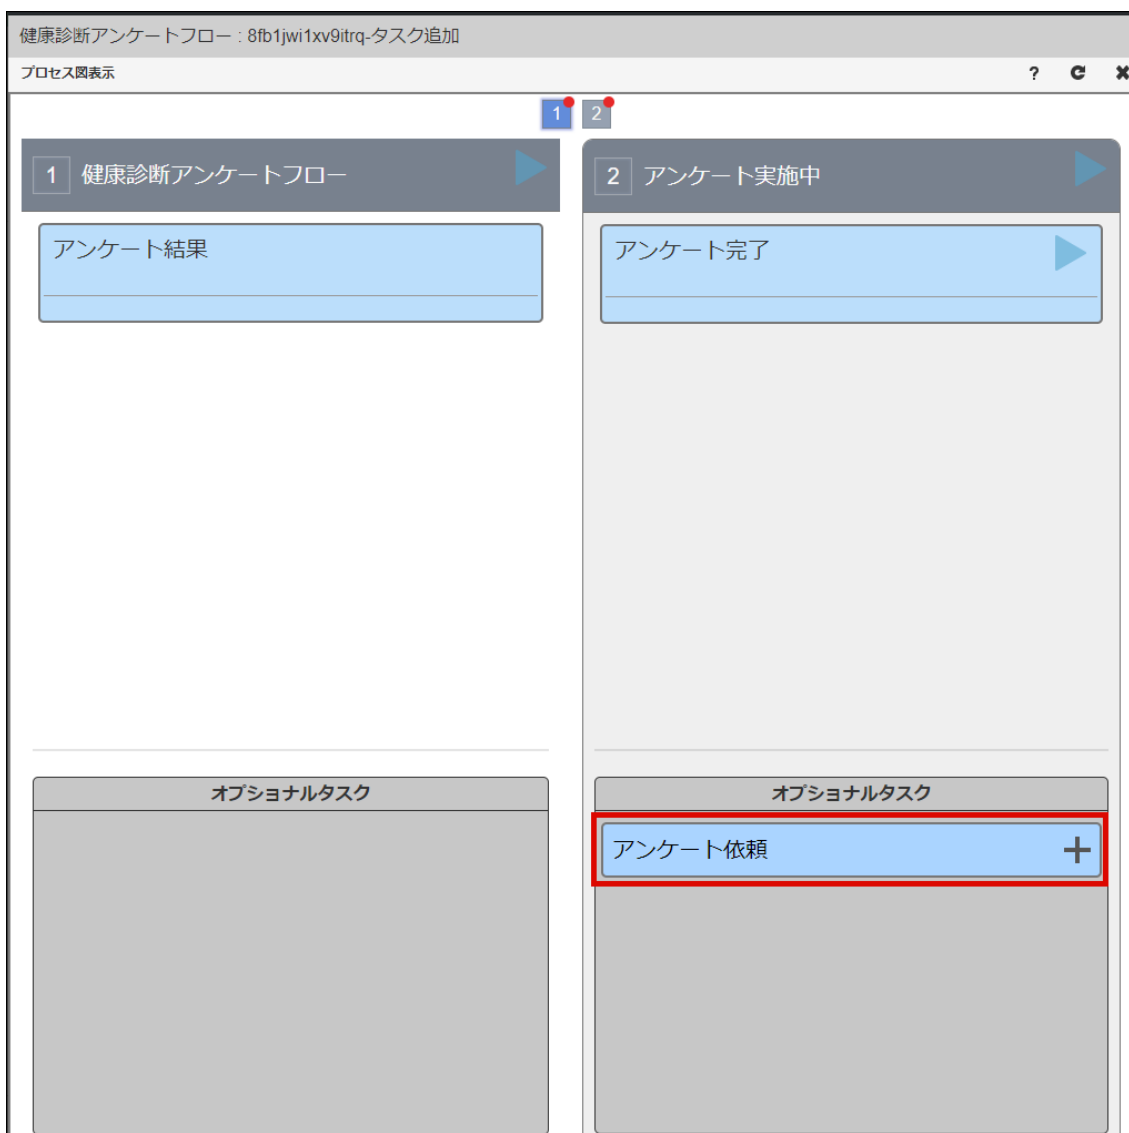 健康診断アンケートフロー : 8fb1jwi1xv9itrq-タスク追加
プロセス図表示
?
1 2
1 健康診断アンケートフロー
アンケート結果
オプショナルタスク
2 アンケート実施中
アンケート完了
オプショナルタスク
アンケート依頼